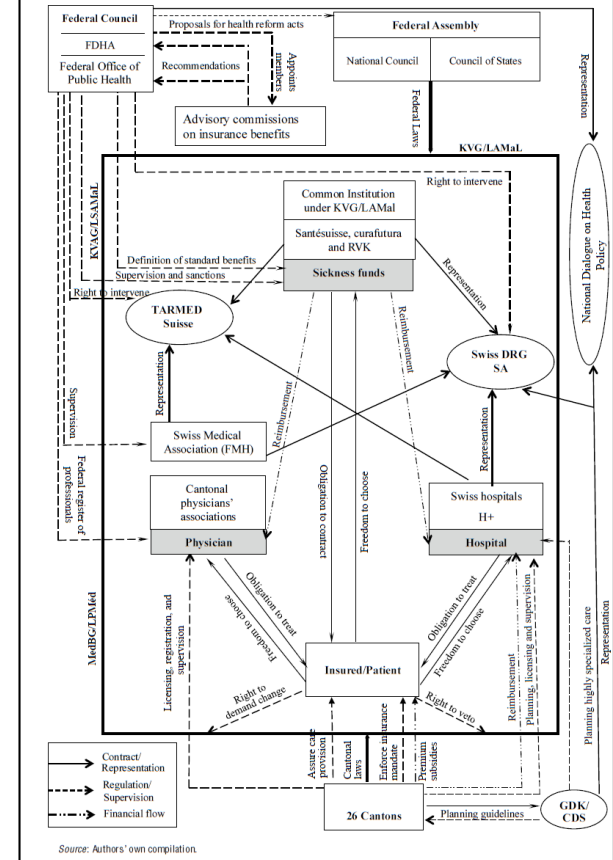 Federal Council
FDHA
Federal Office of
Public Health
Proposals for health reform acts
Recommendations
Appoints
members
Advisory commissions
on insurance benefits
Federal Assembly
National Council
Council of States
Federal Laws
Representation
KVG/LAMaL
KVAG/LSAMaL
National Dialogue on Health
Policy
Right to intervene
Common Institution
under KVG/LAMal
Santésuisse, curafutura
and RVK
Sickness funds
Definition of standard benefits
Supervision and sanctions
Right to intervene
TARMED
Suisse
Representation
Reimbursement
Swiss DRG
SA
Representation
Swiss Medical
Association (FMH)
Supervision
Federal register of
professionals
Cantonal
physicians’
associations
Physician
Reimbursement
Obligation to contract
Freedom to choose
Representation
Swiss hospitals
H+
Hospital
MedBG/LPMéd
Licensing, registration, and
supervision
Obligation to treat
Freedom to choose
Obligation to treat
Freedom to choose
Insured/Patient
Right to
demand change
Right to veto
Reimbursement
Planning, licensing and supervision
Planning highly specialized care
Representation
Assure care
provision
Cantonal
laws
Enforce insurance
mandate
Premium
subsidies
26 Cantons
Planning guidelines
GDK/
CDS
Contract/
Representation
Regulation/
Supervision
Financial flow
Source: Authors’ own compilation.